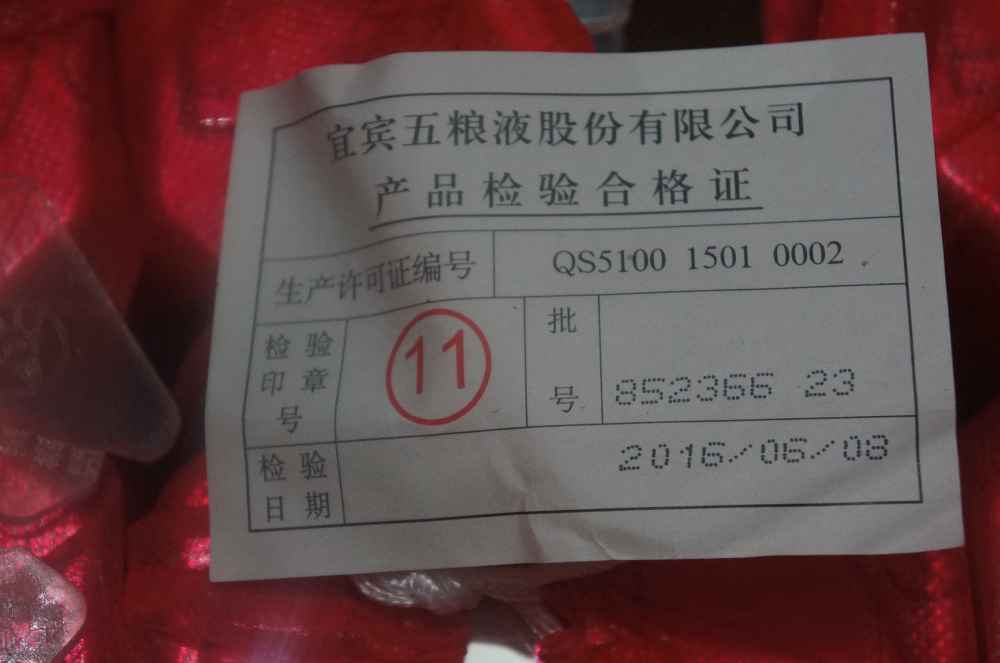 宜宾五粮液股份有限公司
产品检验合格证
生产许可证编号 QS5100 1501 0002
检验印章号 11 批号 852366 23
检验日期 2016/06/08